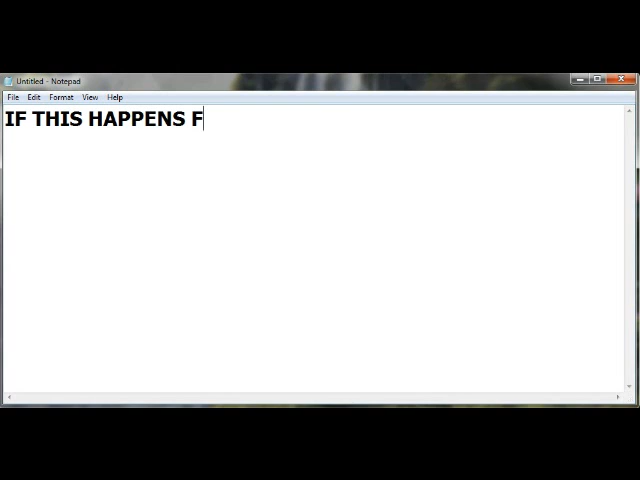 Untitled - Notepad
File Edit Format View Help
IF THIS HAPPENS F